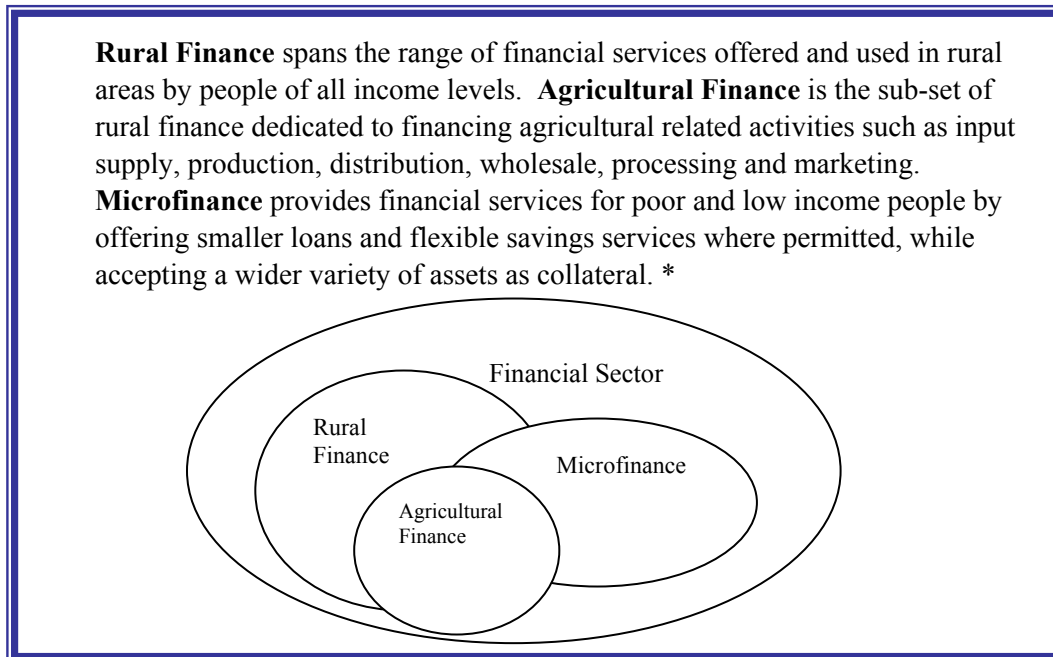 Rural Finance spans the range of financial services offered and used in rural
areas by people of all income levels.  Agricultural Finance is the sub-set of
rural finance dedicated to financing agricultural related activities such as input
supply, production, distribution, wholesale, processing and marketing.
Microfinance provides financial services for poor and low income people by
offering smaller loans and flexible savings services where permitted, while
accepting a wider variety of assets as collateral. *
Financial Sector
Rural
Finance
Microfinance
Agricultural
Finance